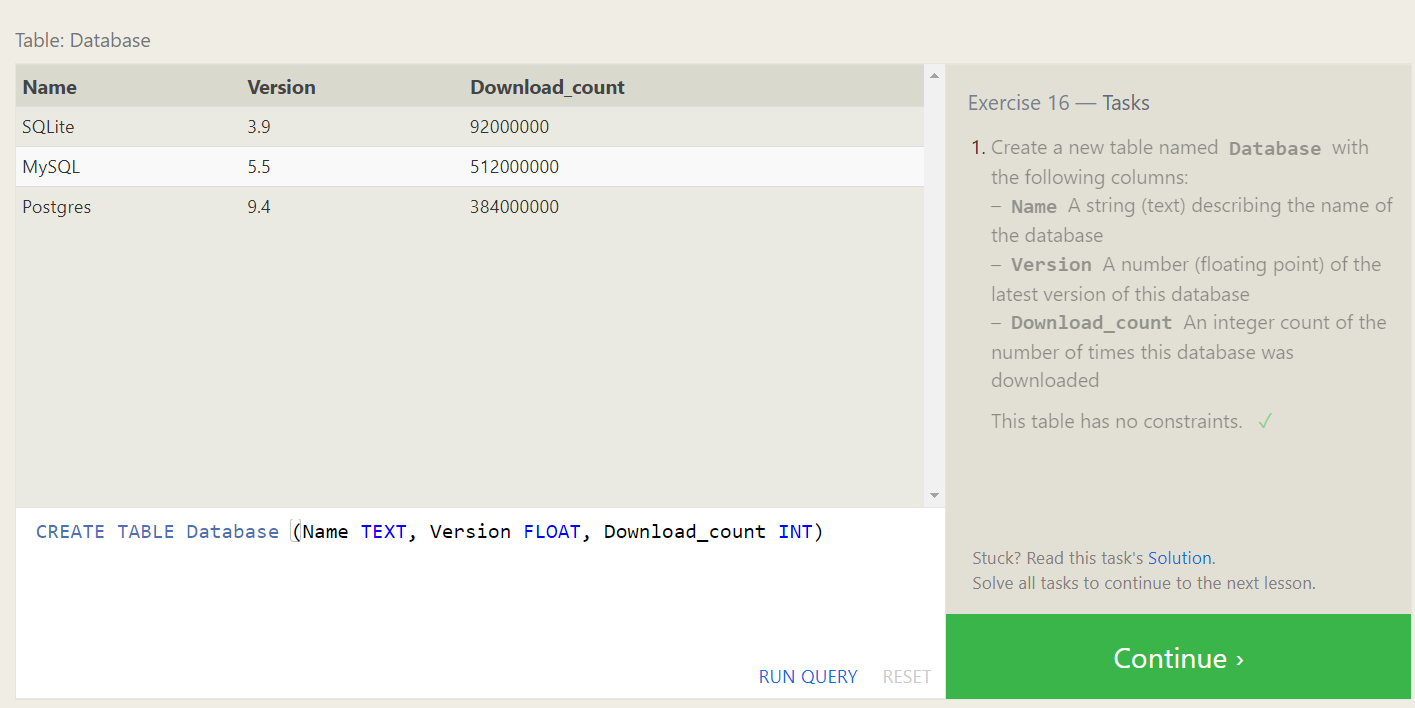 Table: Database
Name Version Download_count
SQLite 3.9 92000000
MySQL 5.5 512000000
Postgres 9.4 384000000
CREATE TABLE Database (Name TEXT, Version FLOAT, Download_count INT)
RUN QUERY RESET
Exercise 16 — Tasks
1. Create a new table named Database with
the following columns:
– Name A string (text) describing the name of
the database
– Version A number (floating point) of the
latest version of this database
– Download_count An integer count of the
number of times this database was
downloaded
This table has no constraints. ✓
Stuck? Read this task's Solution.
Solve all tasks to continue to the next lesson.
Continue ›